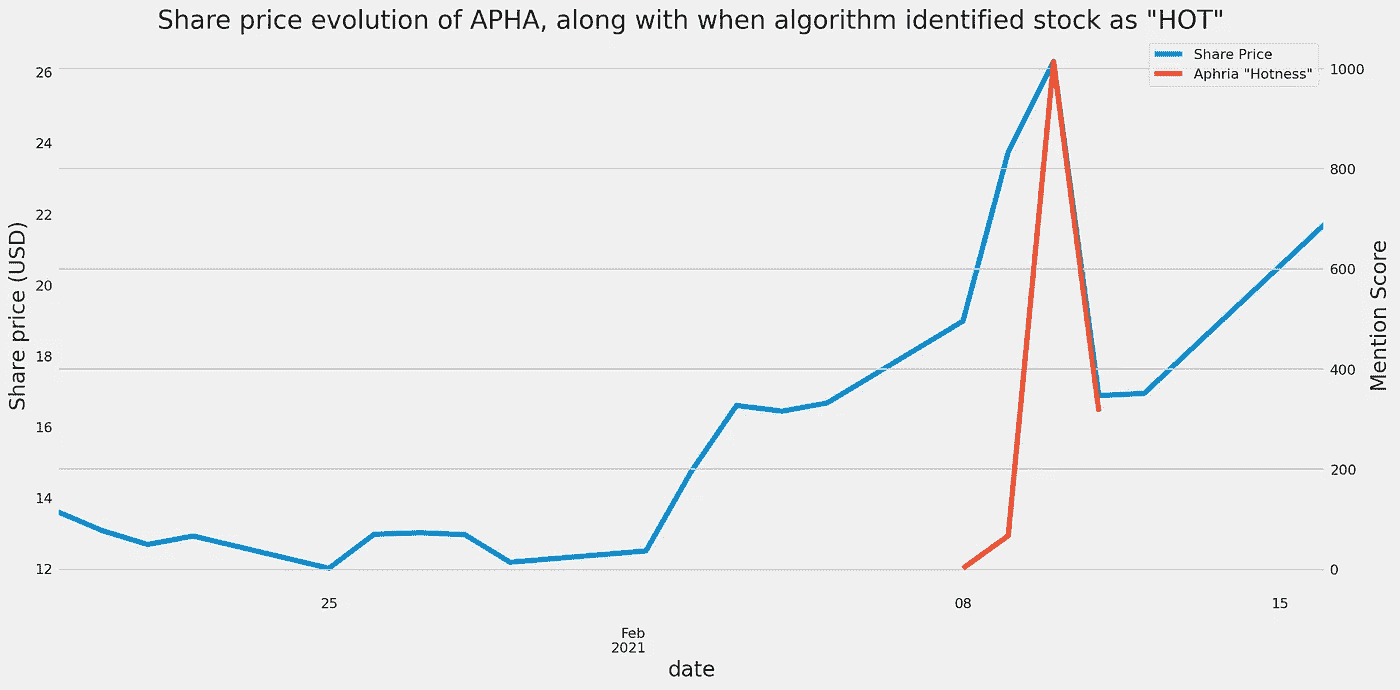 Share price evolution of APHA, along with when algorithm identified stock as "HOT"
Share Price
Aphria "Hotness"
Share price (USD)
26
24
22
20
18
16
14
12
1000
800
600
400
200
0
Mention Score
25
08
15
Feb
2021
date